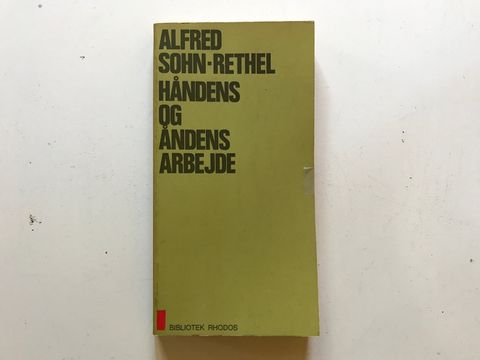 ALFRED
SOHN-RETHEL
HÅNDENS
OG
ÅNDENS
ARBEJDE
BIBLIOTEK RHODOS